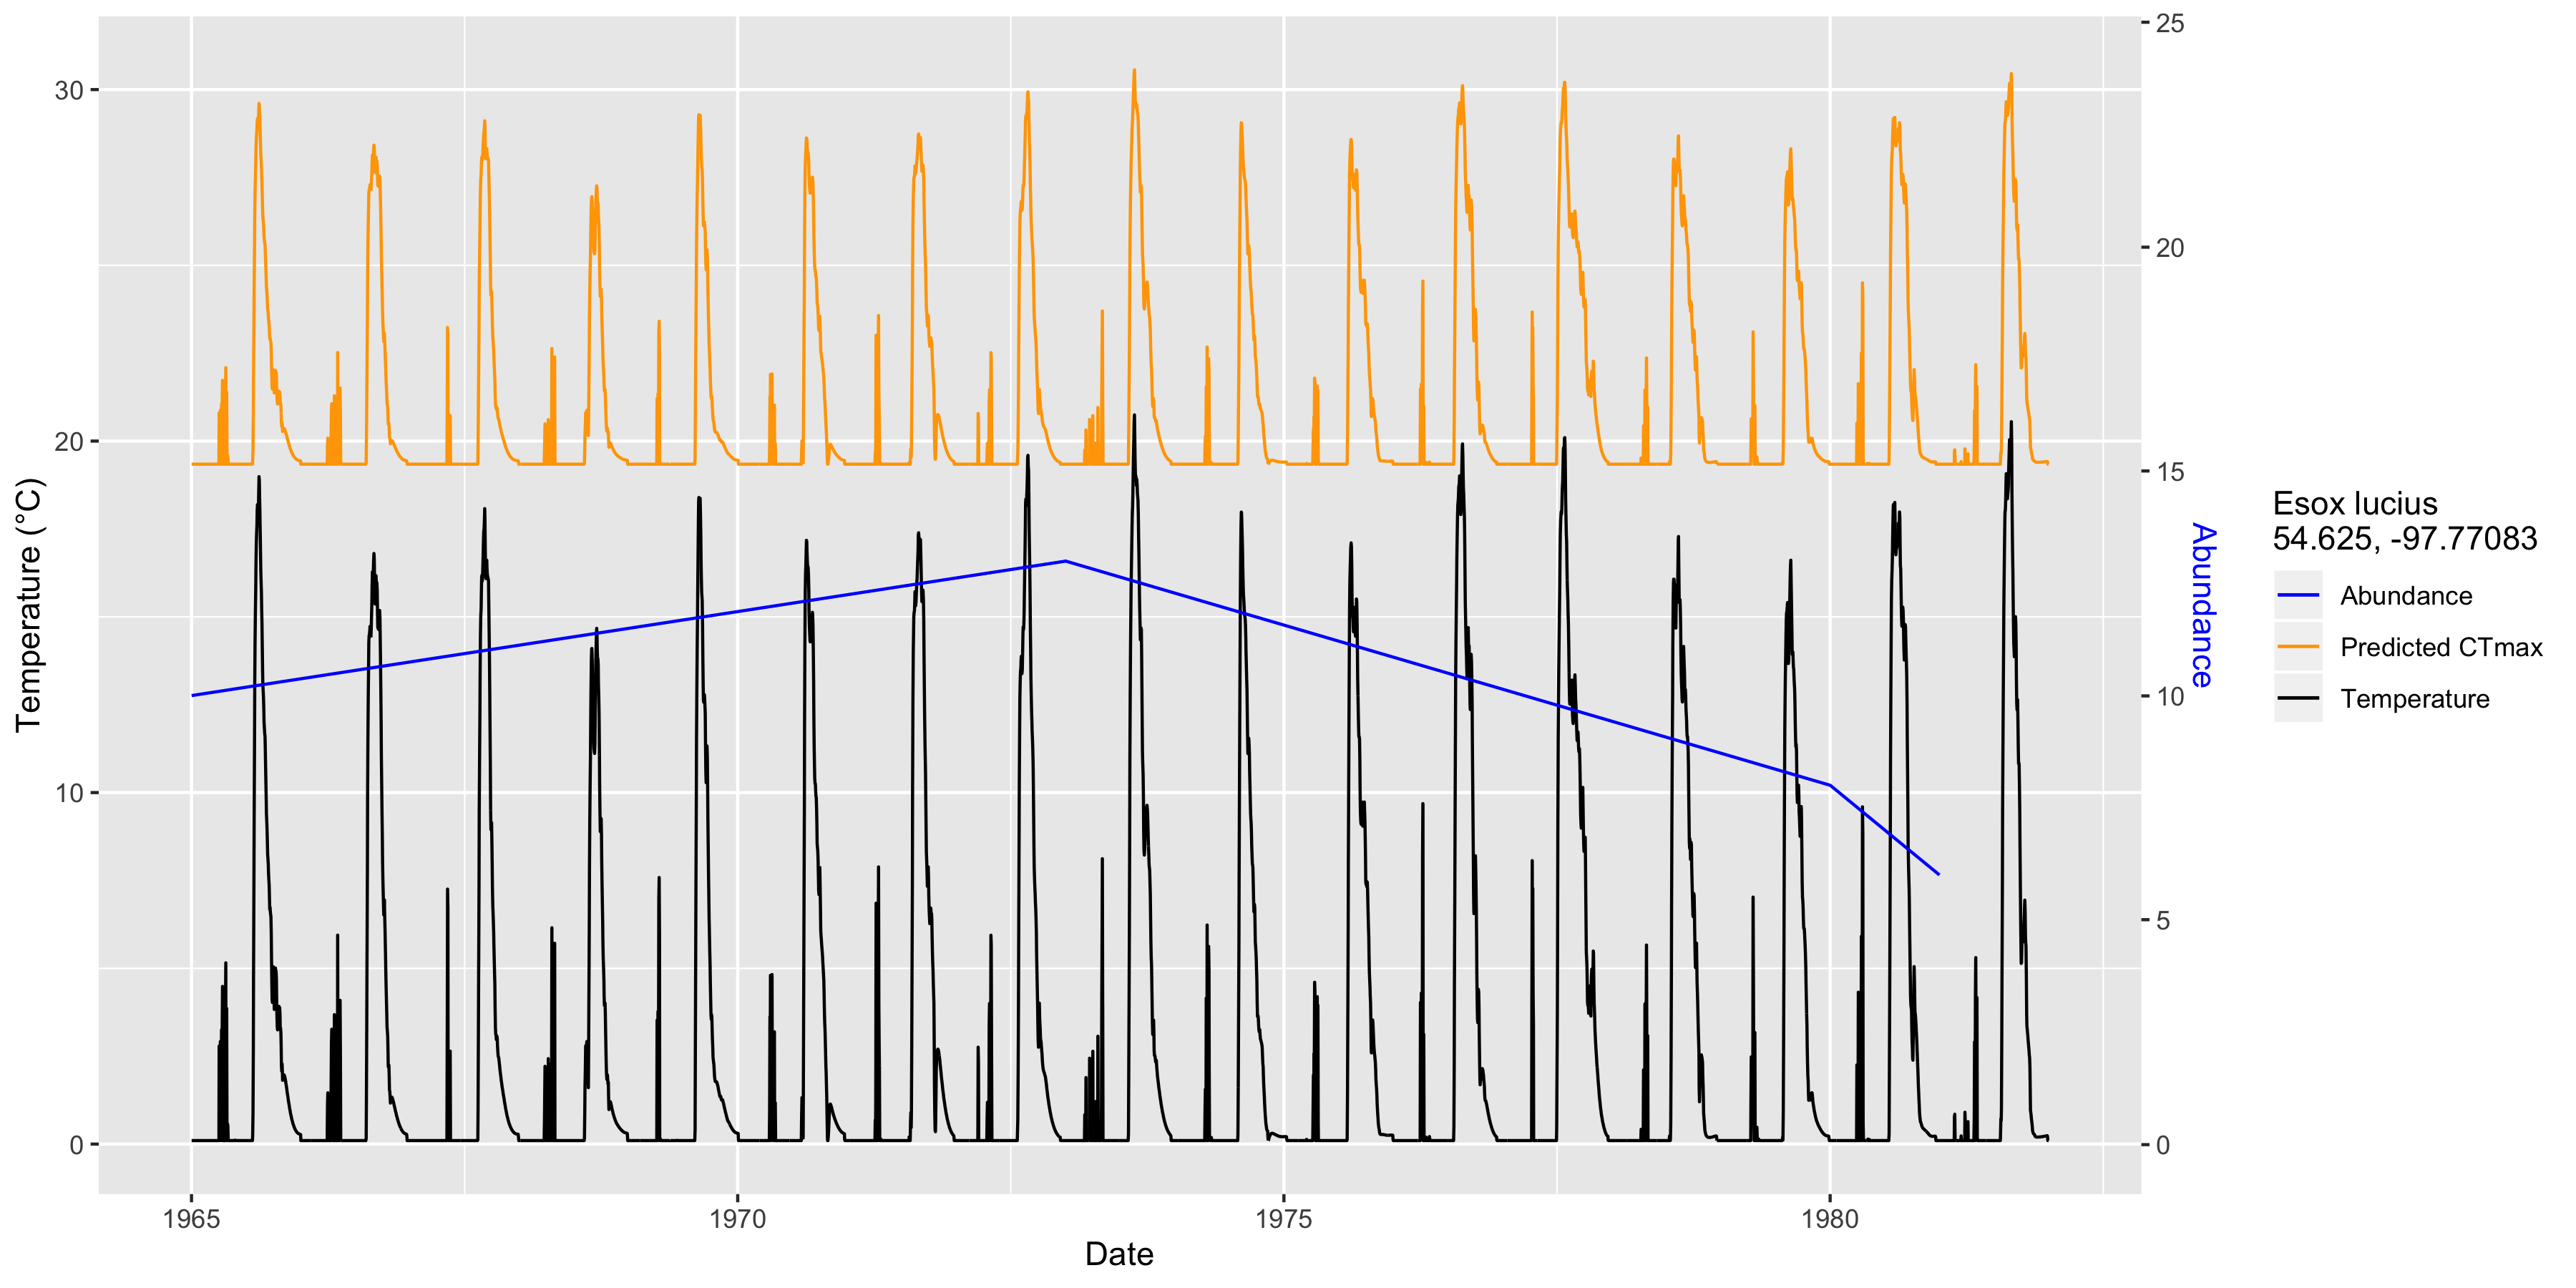 30
20
10
0
Temperature (°C)
25
20
15
10
5
0
Abundance
1965
1970
1975
1980
Date
Esox lucius
54.625, -97.77083
Abundance
Predicted CTmax
Temperature